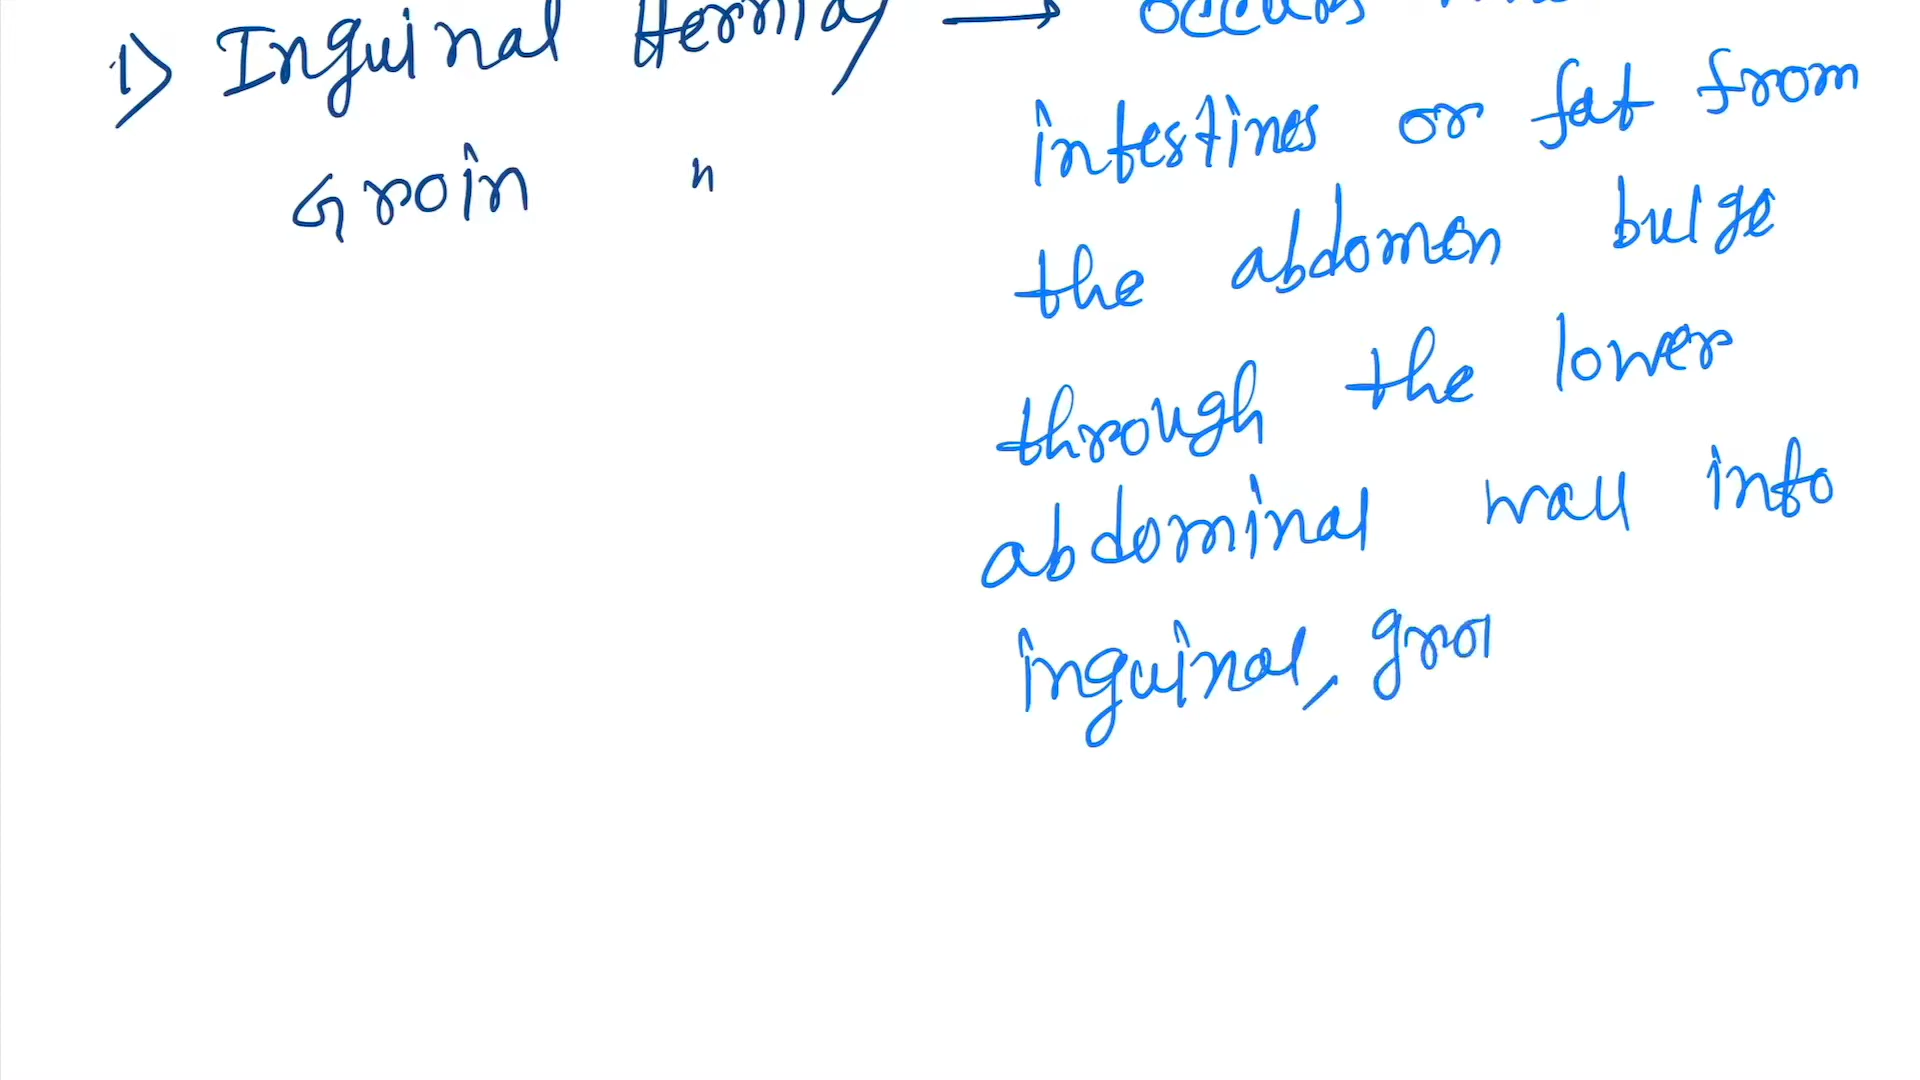 1) Inguinal Hernia, → occurs
Groin "
intestines or fat from
the abdomen bulge
through the lower
abdominal wall into
inguinal, groi